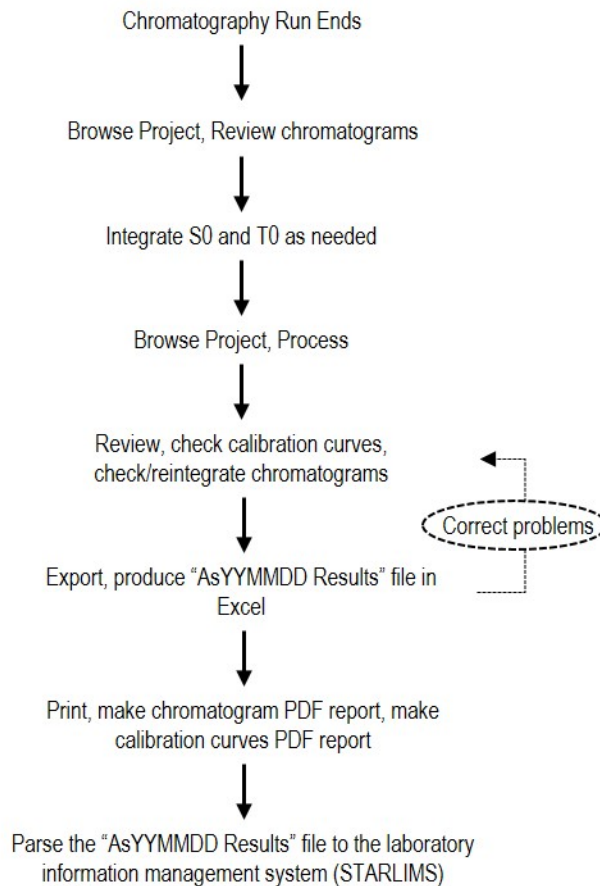 Chromatography Run Ends
Browse Project, Review chromatograms
Integrate S0 and T0 as needed
Browse Project, Process
Review, check calibration curves,
check/reintegrate chromatograms
Correct problems
Export, produce “AsYYMMDD Results” file in
Excel
Print, make chromatogram PDF report, make
calibration curves PDF report
Parse the “AsYYMMDD Results” file to the laboratory
information management system (STARLIMS)